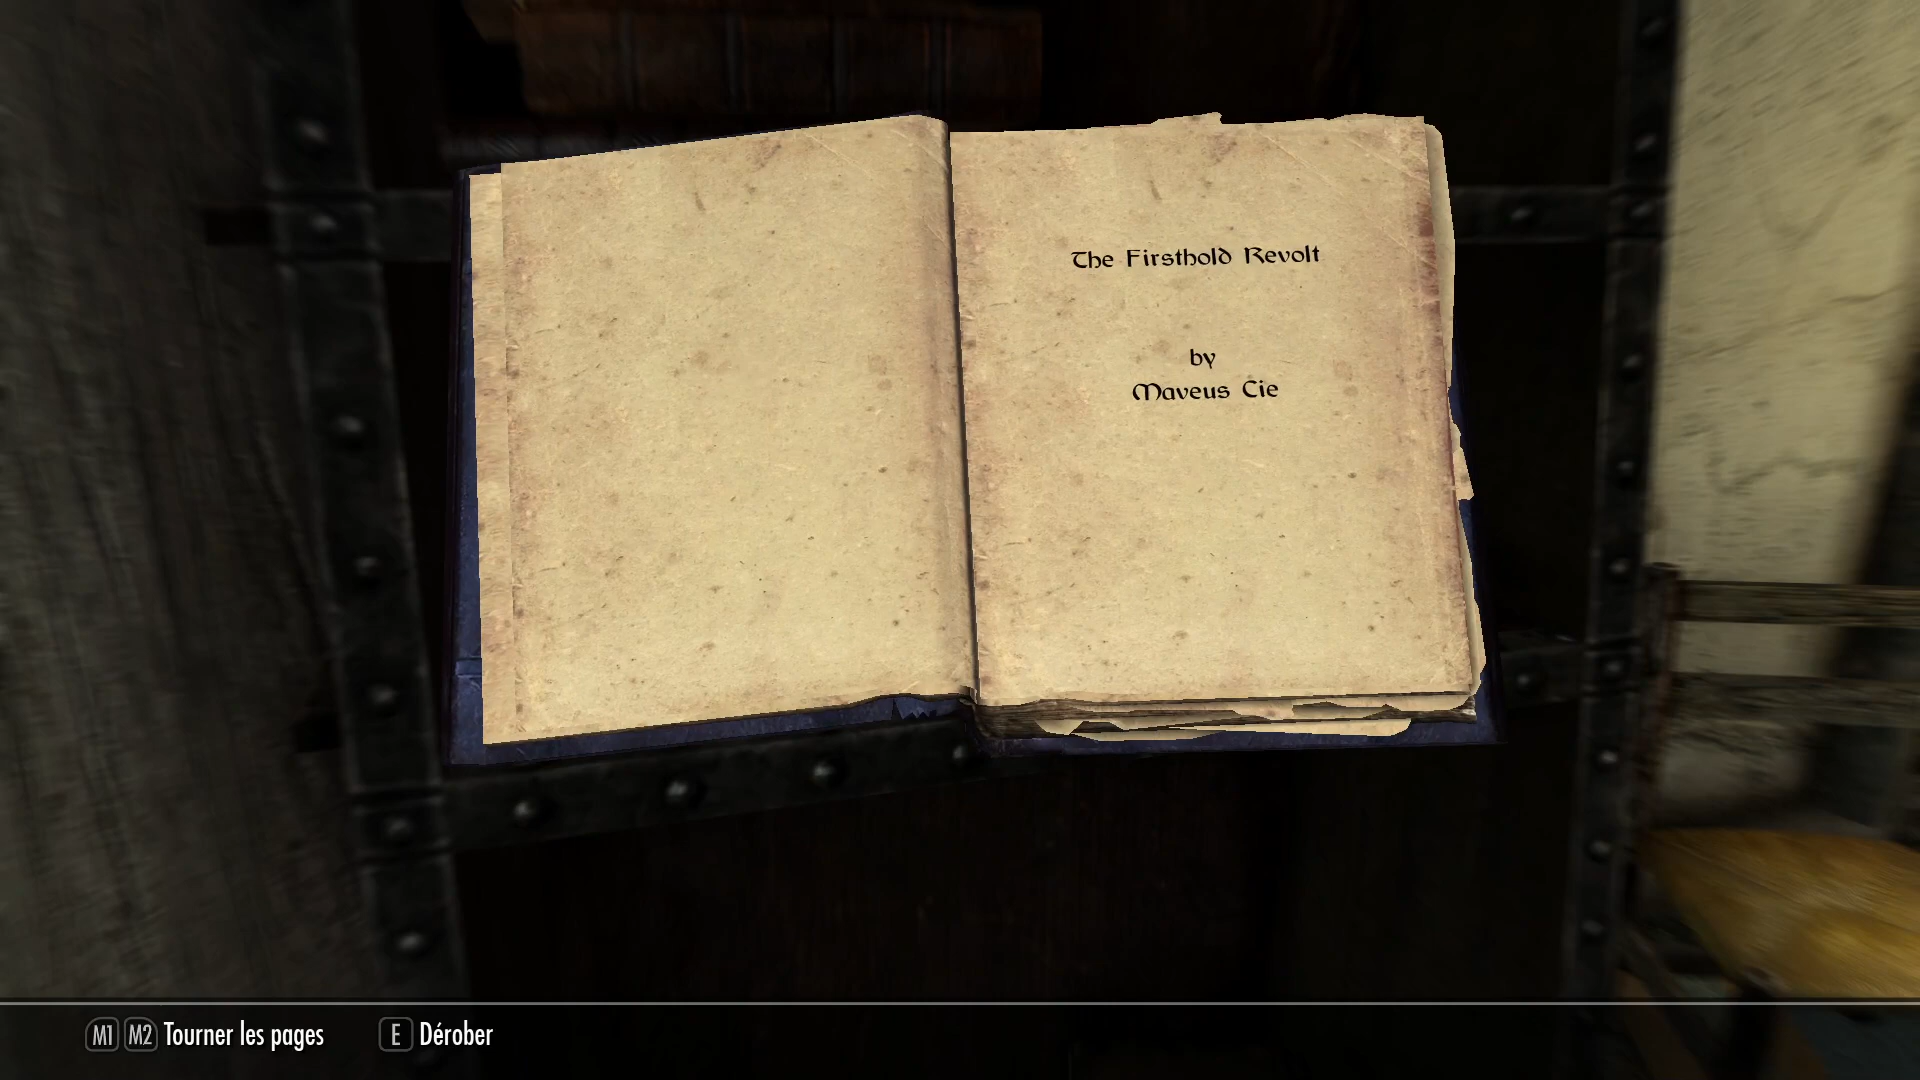 The Firsthold Revolt
by
Maveus Cie
M1 M2 Tourner les pages E Dérober